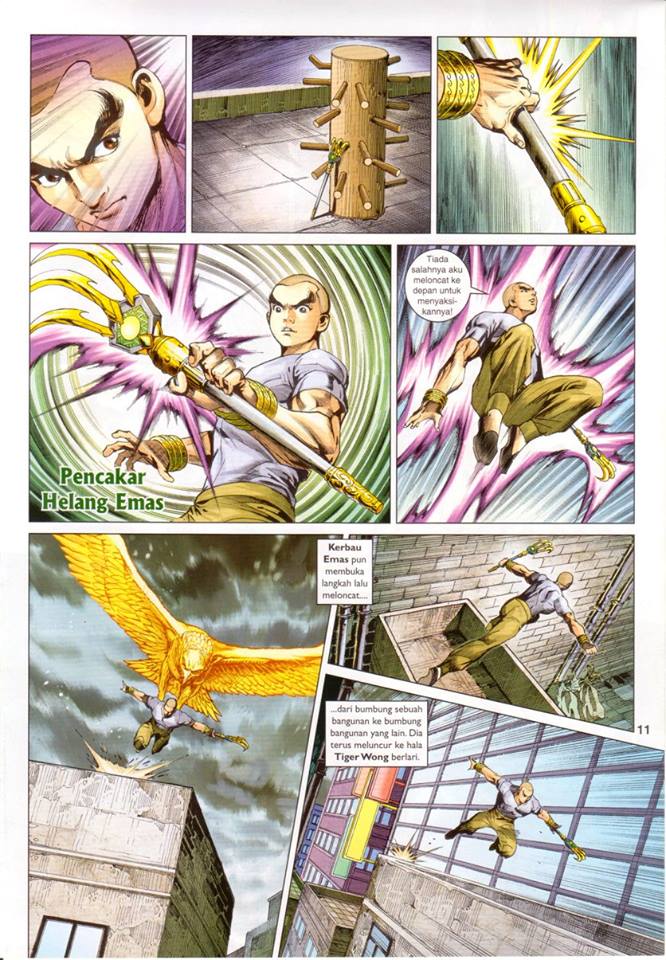 Tiada
salahnya aku
meloncat ke
depan untuk
menyaksi-
kannya!
Pencakar
Helang Emas
Kerbau
Emas pun
membuka
langkah lalu
meloncat....
...dari bumbung sebuah
bangunan ke bumbung
bangunan yang lain. Dia
terus meluncur ke hala
Tiger Wong berlari.
11